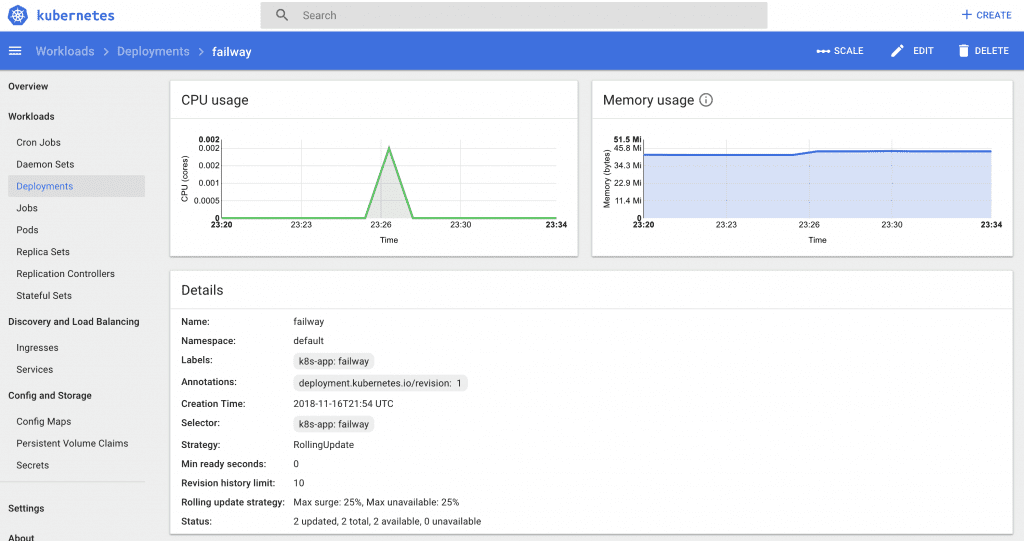 kubernetes
Search
CREATE
Workloads > Deployments > failway
SCALE
EDIT
DELETE
Overview
Workloads
Cron Jobs
Daemon Sets
Deployments
Jobs
Pods
Replica Sets
Replication Controllers
Stateful Sets
Discovery and Load Balancing
Ingresses
Services
Config and Storage
Config Maps
Persistent Volume Claims
Secrets
Settings
About
CPU usage
CPU (cores)
0.002
0.002
0.002
0.001
0.0005
0
23:20
23:23
23:26
23:30
23:34
Time
Memory usage
Memory (bytes)
51.5 Mi
45.8 Mi
34.3 Mi
22.9 Mi
11.4 Mi
0
23:20
23:23
23:26
23:30
23:34
Time
Details
Name: failway
Namespace: default
Labels: k8s-app: failway
Annotations: deployment.kubernetes.io/revision: 1
Creation Time: 2018-11-16T21:54 UTC
Selector: k8s-app: failway
Strategy: RollingUpdate
Min ready seconds: 0
Revision history limit: 10
Rolling update strategy: Max surge: 25%, Max unavailable: 25%
Status: 2 updated, 2 total, 2 available, 0 unavailable